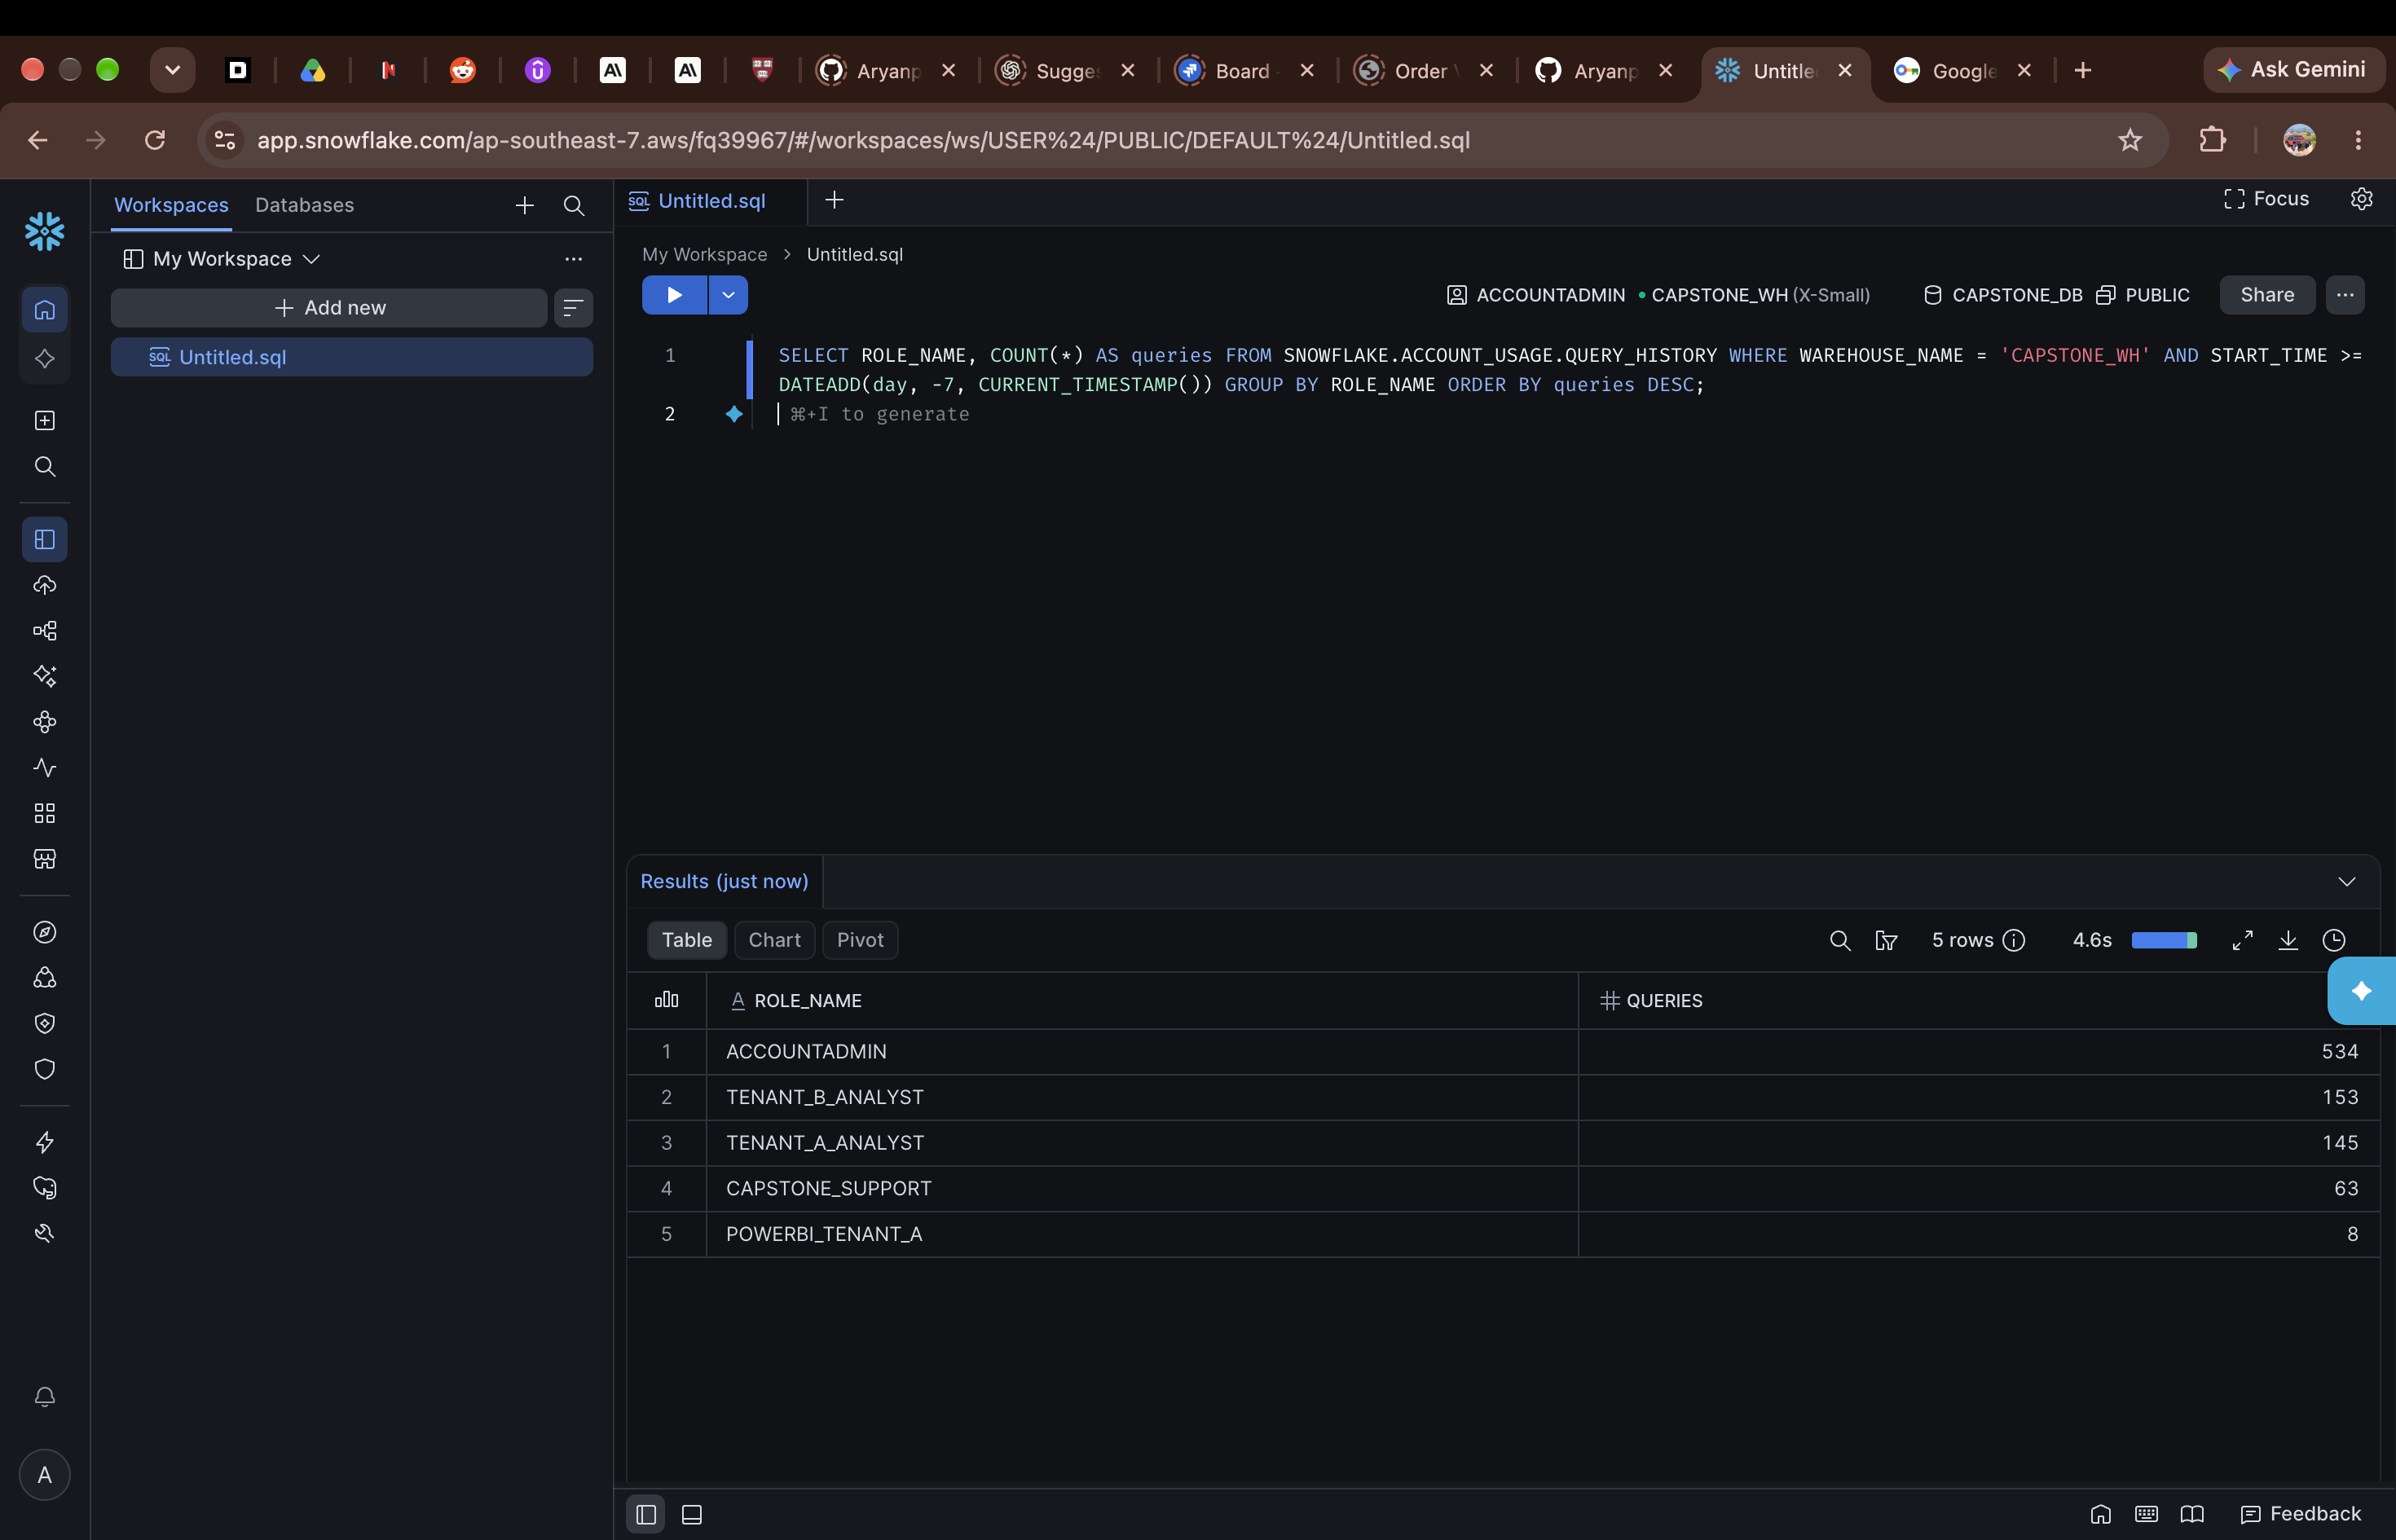 Aryanp
Sugges
Board -
Order V
Aryanp
Untitle
Google
Ask Gemini
app.snowflake.com/ap-southeast-7.aws/fq39967/#/workspaces/ws/USER%24/PUBLIC/DEFAULT%24/Untitled.sql
Workspaces Databases
SQL Untitled.sql
Focus
My Workspace
My Workspace > Untitled.sql
ACCOUNTADMIN CAPSTONE_WH (X-Small) CAPSTONE_DB PUBLIC Share
Add new
SQL Untitled.sql
1 SELECT ROLE_NAME, COUNT(*) AS queries FROM SNOWFLAKE.ACCOUNT_USAGE.QUERY_HISTORY WHERE WAREHOUSE_NAME = 'CAPSTONE_WH' AND START_TIME >=
DATEADD(day, -7, CURRENT_TIMESTAMP()) GROUP BY ROLE_NAME ORDER BY queries DESC;
2 ⌘+I to generate
Results (just now)
Table Chart Pivot
5 rows 4.6s
A ROLE_NAME # QUERIES
1 ACCOUNTADMIN 534
2 TENANT_B_ANALYST 153
3 TENANT_A_ANALYST 145
4 CAPSTONE_SUPPORT 63
5 POWERBI_TENANT_A 8
A
Feedback